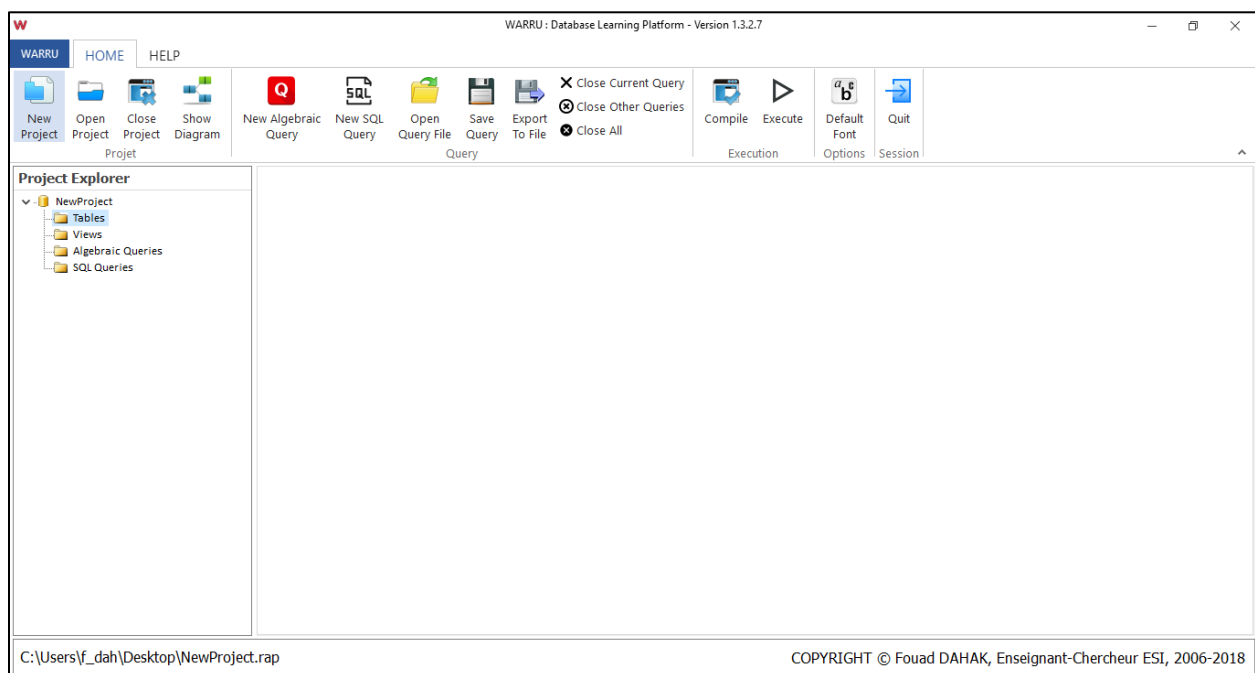 WARRU : Database Learning Platform - Version 1.3.2.7
WARRU HOME HELP
New Project
Open Project
Close Project
Show Diagram
Projet
New Algebraic Query
New SQL Query
Open Query File
Save Query
Export To File
Close Current Query
Close Other Queries
Close All
Query
Compile
Execute
Execution
Default Font
Options
Quit
Session
Project Explorer
NewProject
Tables
Views
Algebraic Queries
SQL Queries
C:\Users\f_dah\Desktop\NewProject.rap
COPYRIGHT © Fouad DAHAK, Enseignant-Chercheur ESI, 2006-2018